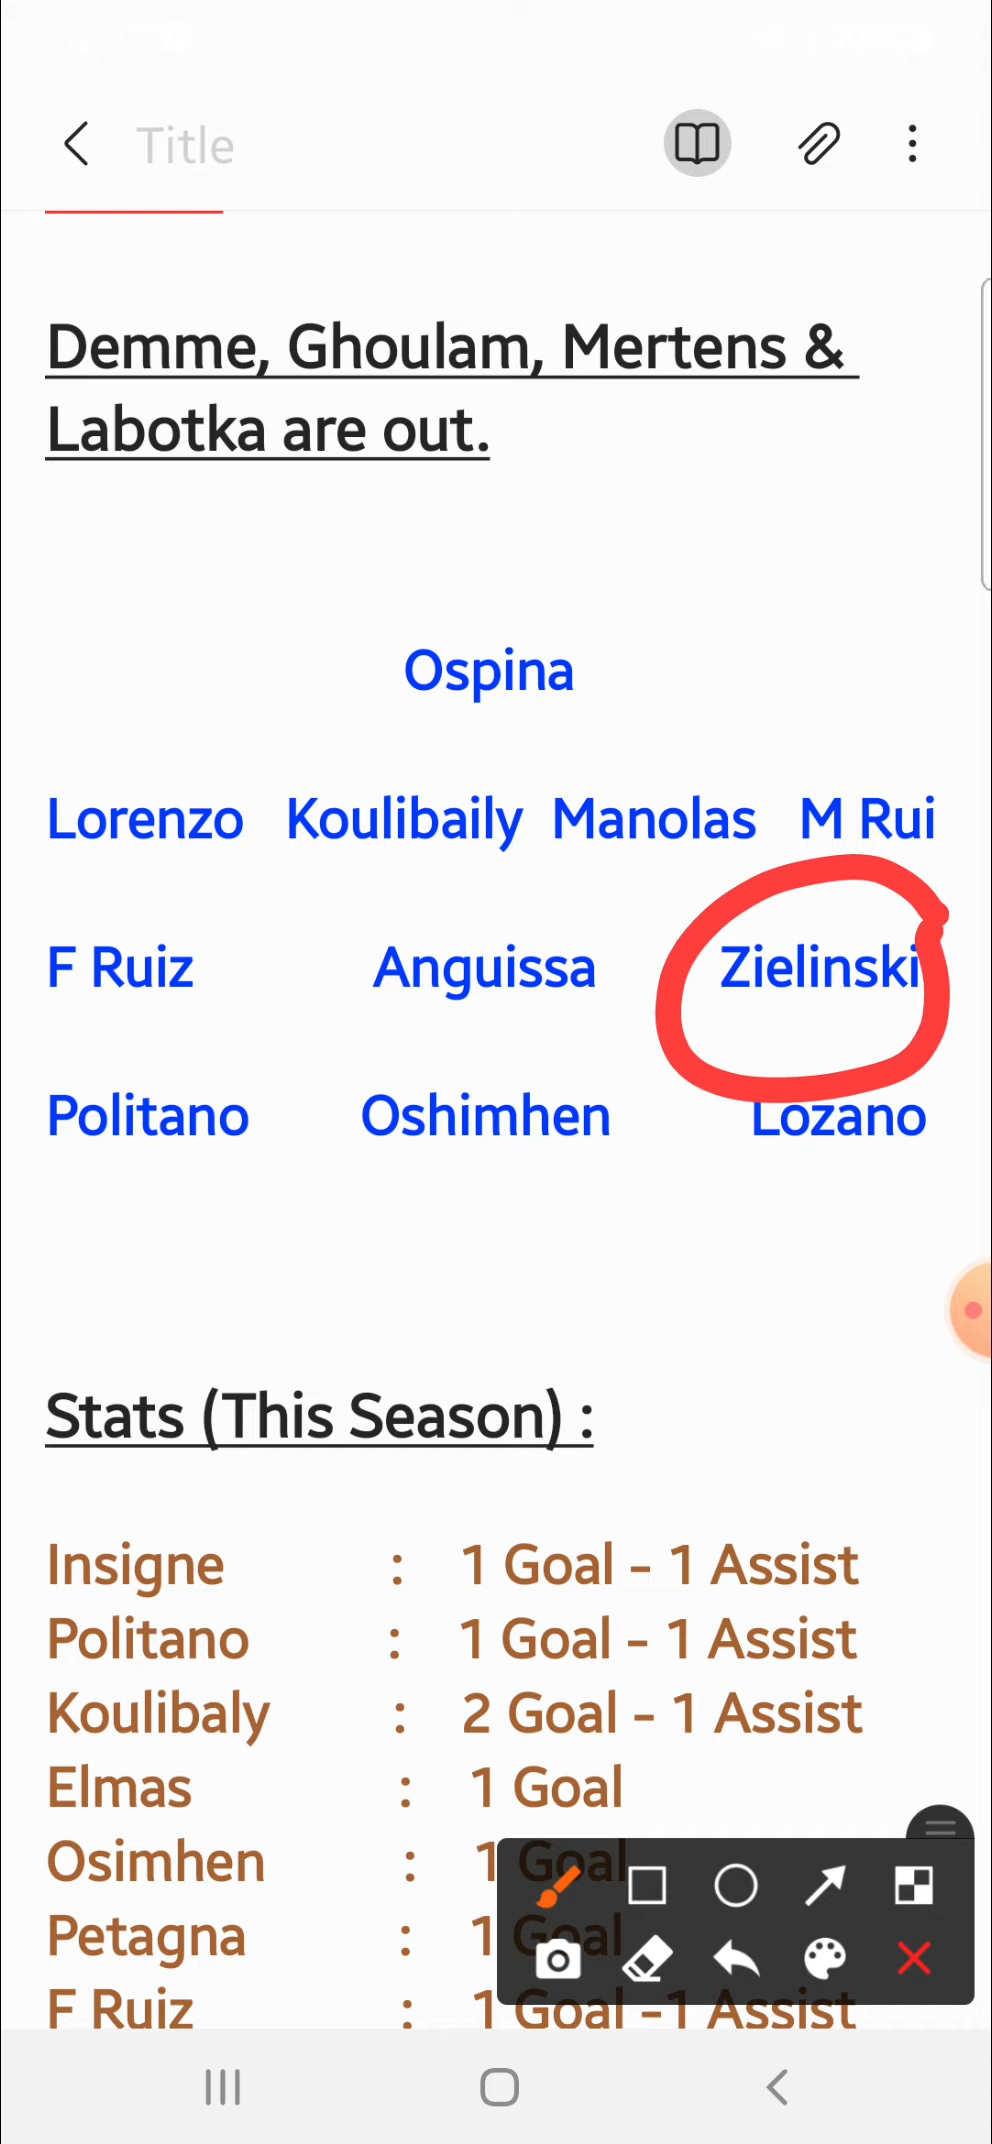 Title
Demme, Ghoulam, Mertens &
Labotka are out.
Ospina
Lorenzo Koulibaily Manolas M Rui
F Ruiz Anguissa Zielinski
Politano Oshimhen Lozano
Stats (This Season) :
Insigne : 1 Goal - 1 Assist
Politano : 1 Goal - 1 Assist
Koulibaly : 2 Goal - 1 Assist
Elmas : 1 Goal
Osimhen : 1 Goal
Petagna : 1 Goal
F Ruiz : 1 Goal -1 Assist